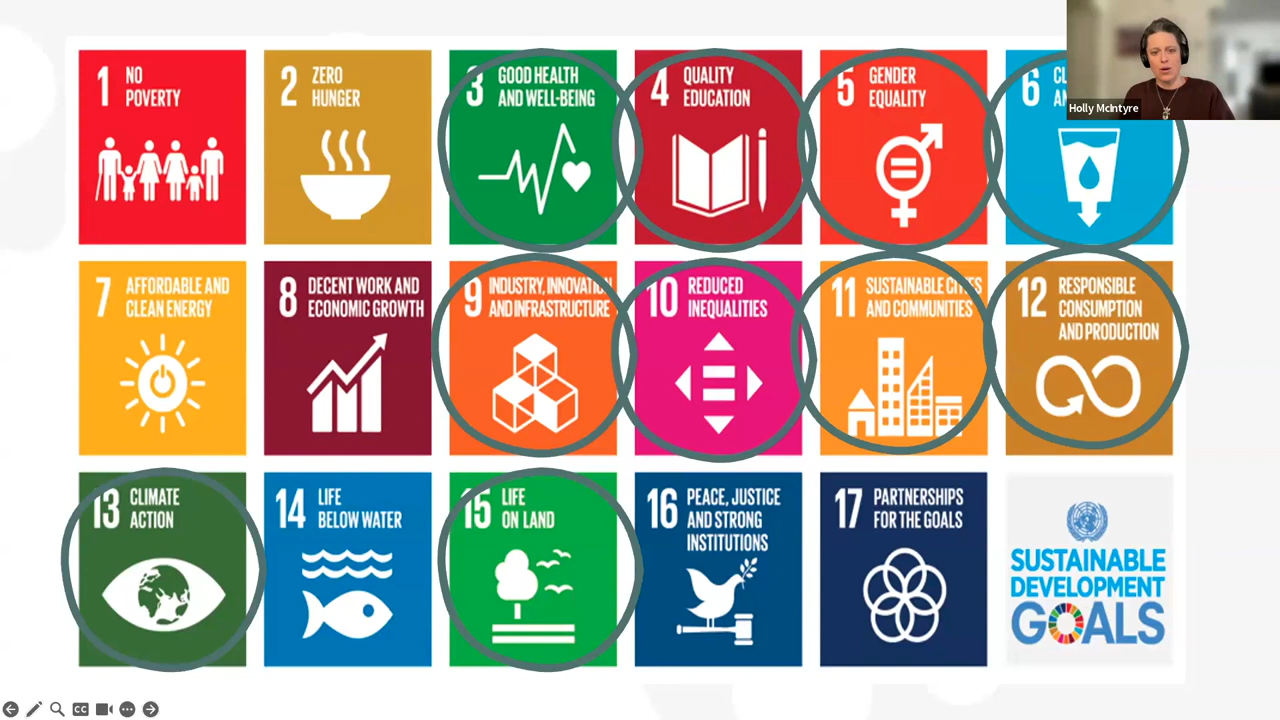 1 NO
POVERTY
2 ZERO
HUNGER
3 GOOD HEALTH
AND WELL-BEING
4 QUALITY
EDUCATION
5 GENDER
EQUALITY
6 CL
Holly McIntyre
7 AFFORDABLE AND
CLEAN ENERGY
8 DECENT WORK AND
ECONOMIC GROWTH
9 INDUSTRY, INNOVATION
AND INFRASTRUCTURE
10 REDUCED
INEQUALITIES
11 SUSTAINABLE CITIES
AND COMMUNITIES
12 RESPONSIBLE
CONSUMPTION
AND PRODUCTION
13 CLIMATE
ACTION
14 LIFE
BELOW WATER
15 LIFE
ON LAND
16 PEACE, JUSTICE
AND STRONG
INSTITUTIONS
17 PARTNERSHIPS
FOR THE GOALS
SUSTAINABLE
DEVELOPMENT
GOALS
CC